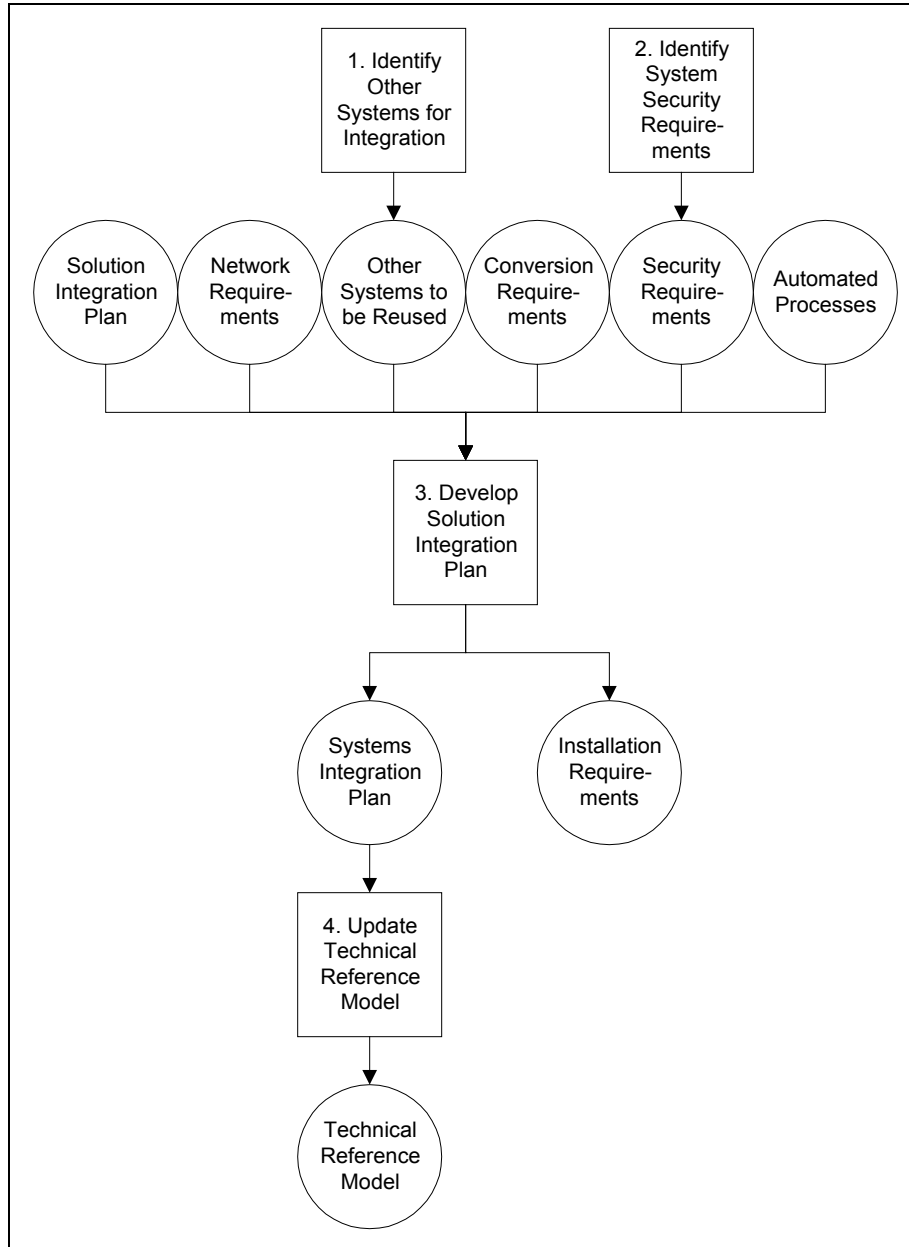 1. Identify
Other
Systems for
Integration
2. Identify
System
Security
Require-
ments
Solution
Integration
Plan
Network
Require-
ments
Other
Systems to
be Reused
Conversion
Require-
ments
Security
Require-
ments
Automated
Processes
3. Develop
Solution
Integration
Plan
Systems
Integration
Plan
Installation
Require-
ments
4. Update
Technical
Reference
Model
Technical
Reference
Model